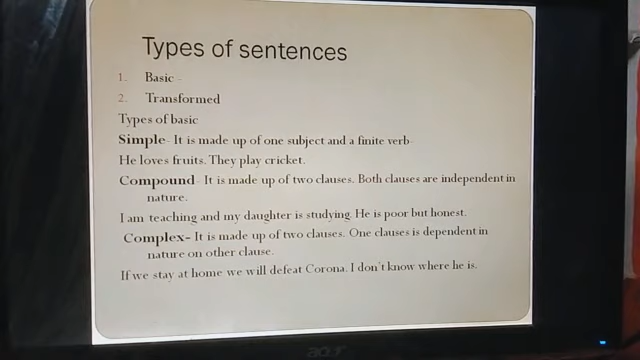 Types of sentences
1. Basic -
2. Transformed
Types of basic
Simple- It is made up of one subject and a finite verb-
He loves fruits. They play cricket.
Compound- It is made up of two clauses. Both clauses are independent in
nature.
I am teaching and my daughter is studying. He is poor but honest.
Complex- It is made up of two clauses. One clauses is dependent in
nature on other clause.
If we stay at home we will defeat Corona. I don't know where he is.
acer